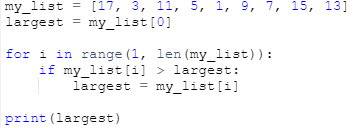 my_list = [17, 3, 11, 5, 1, 9, 7, 15, 13]
largest = my_list[0]
for i in range(1, len(my_list)):
if my_list[i] > largest:
largest = my_list[i]
print(largest)